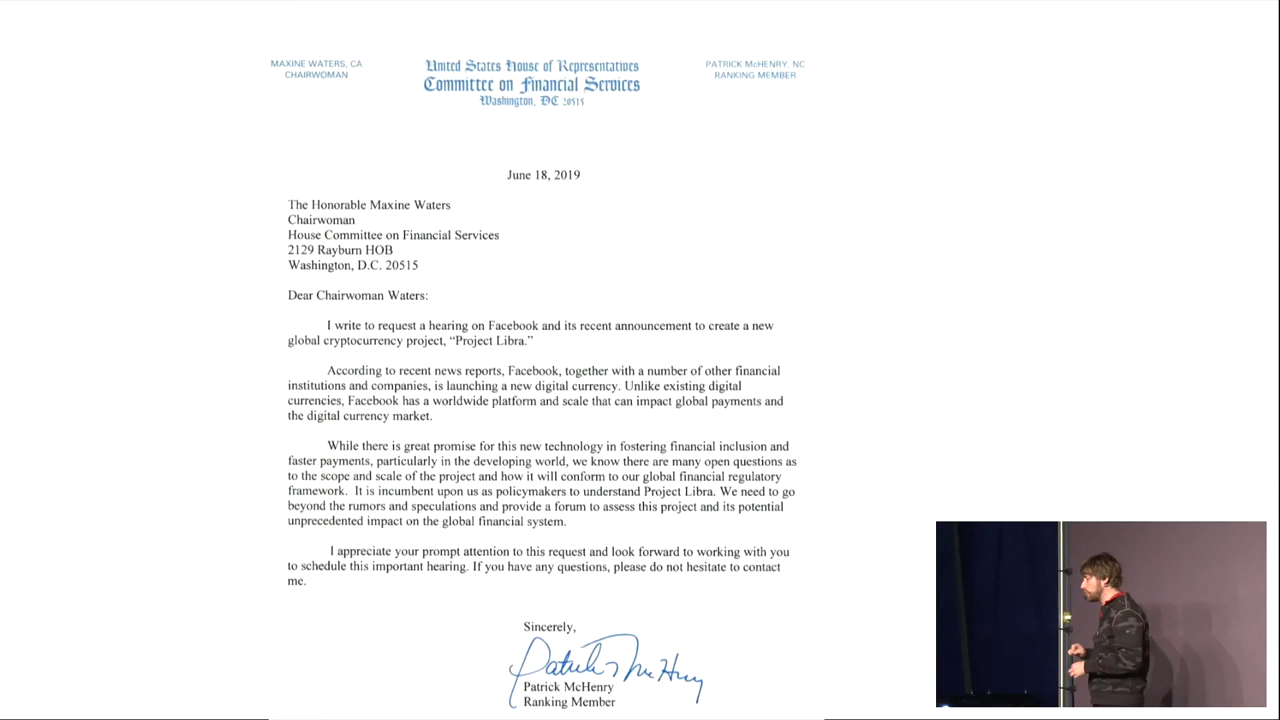 MAXINE WATERS, CA
CHAIRWOMAN
United States House of Representatives
Committee on Financial Services
Washington, DC 20515
PATRICK McHENRY, NC
RANKING MEMBER
June 18, 2019
The Honorable Maxine Waters
Chairwoman
House Committee on Financial Services
2129 Rayburn HOB
Washington, D.C. 20515
Dear Chairwoman Waters:
I write to request a hearing on Facebook and its recent announcement to create a new
global cryptocurrency project, “Project Libra.”
According to recent news reports, Facebook, together with a number of other financial
institutions and companies, is launching a new digital currency. Unlike existing digital
currencies, Facebook has a worldwide platform and scale that can impact global payments and
the digital currency market.
While there is great promise for this new technology in fostering financial inclusion and
faster payments, particularly in the developing world, we know there are many open questions as
to the scope and scale of the project and how it will conform to our global financial regulatory
framework. It is incumbent upon us as policymakers to understand Project Libra. We need to go
beyond the rumors and speculations and provide a forum to assess this project and its potential
unprecedented impact on the global financial system.
I appreciate your prompt attention to this request and look forward to working with you
to schedule this important hearing. If you have any questions, please do not hesitate to contact
me.
Sincerely,
Patrick McHenry
Patrick McHenry
Ranking Member